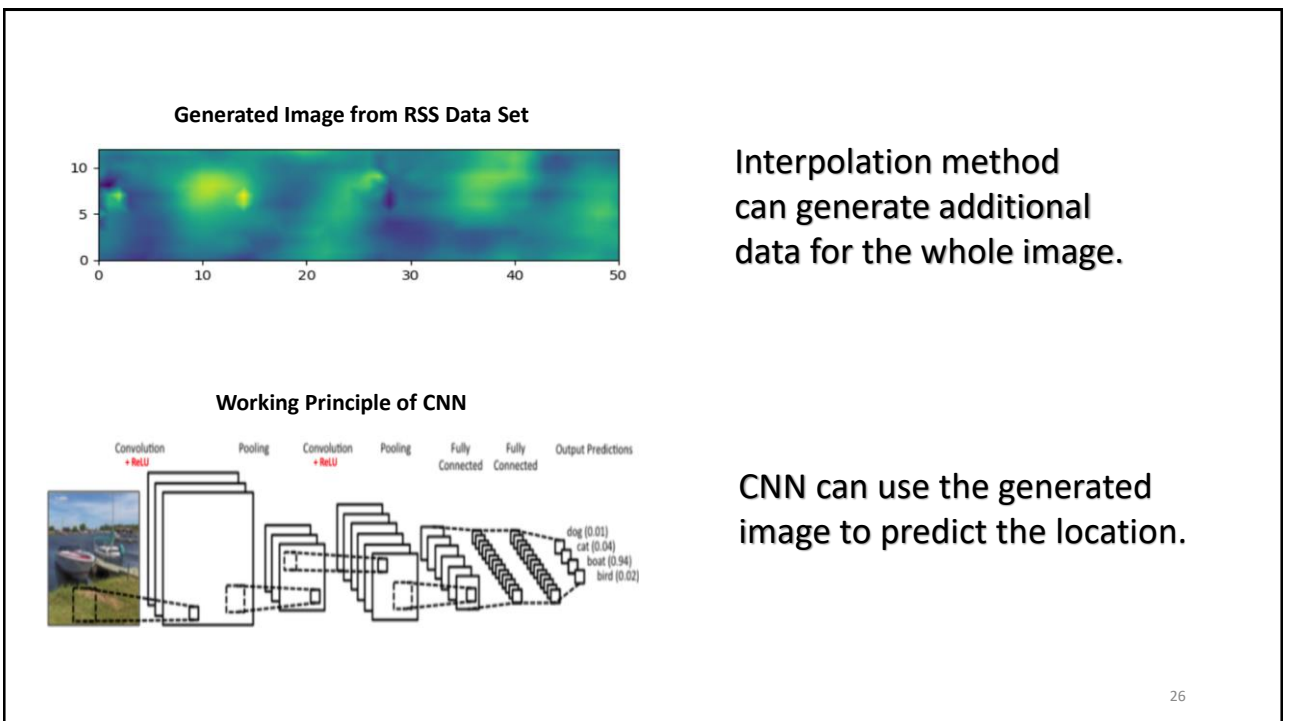 Generated Image from RSS Data Set
10
5
0
0 10 20 30 40 50
Interpolation method
can generate additional
data for the whole image.
Working Principle of CNN
Convolution Pooling Convolution Pooling Fully Fully Output Predictions
+ ReLU + ReLU Connected Connected
dog (0.01)
cat (0.04)
boat (0.94)
bird (0.02)
CNN can use the generated
image to predict the location.
26